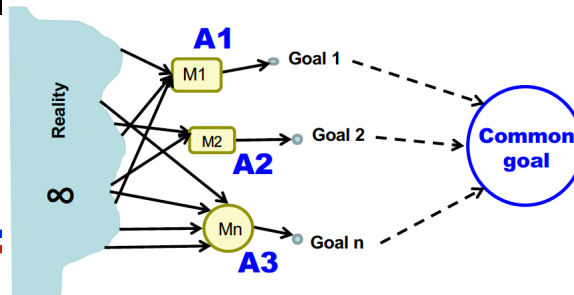 A1
M1
Goal 1
Reality
M2
Goal 2
A2
Common
goal
∞
Mn
Goal n
A3